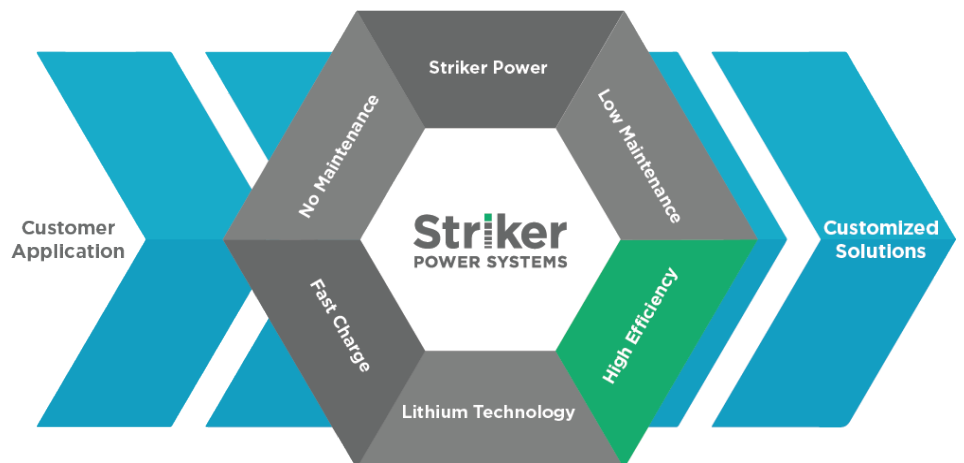 Striker Power
No Maintenance
Low Maintenance
Customer
Application
Striker
POWER SYSTEMS
Customized
Solutions
Fast Charge
High Efficiency
Lithium Technology